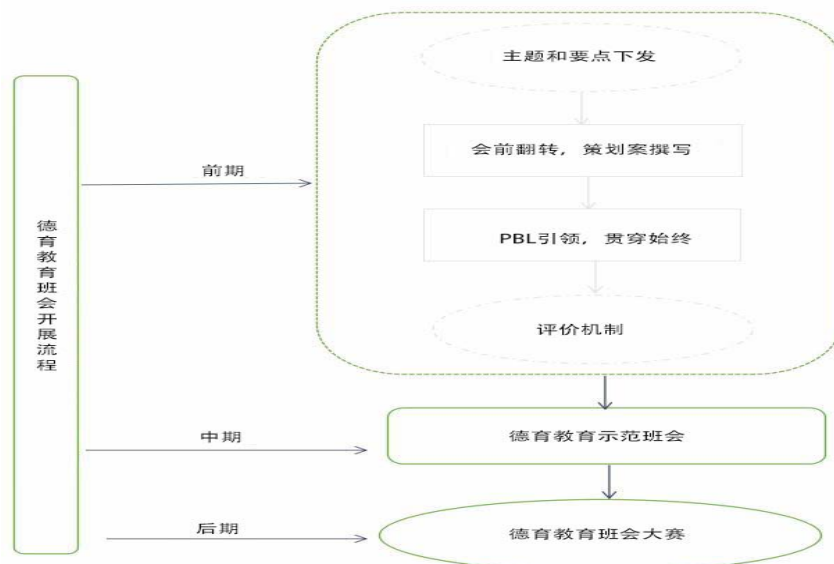 德育教育班会开展流程
前期
主题和要点下发
会前翻转，策划案撰写
PBL引领，贯穿始终
评价机制
中期
德育教育示范班会
后期
德育教育班会大赛